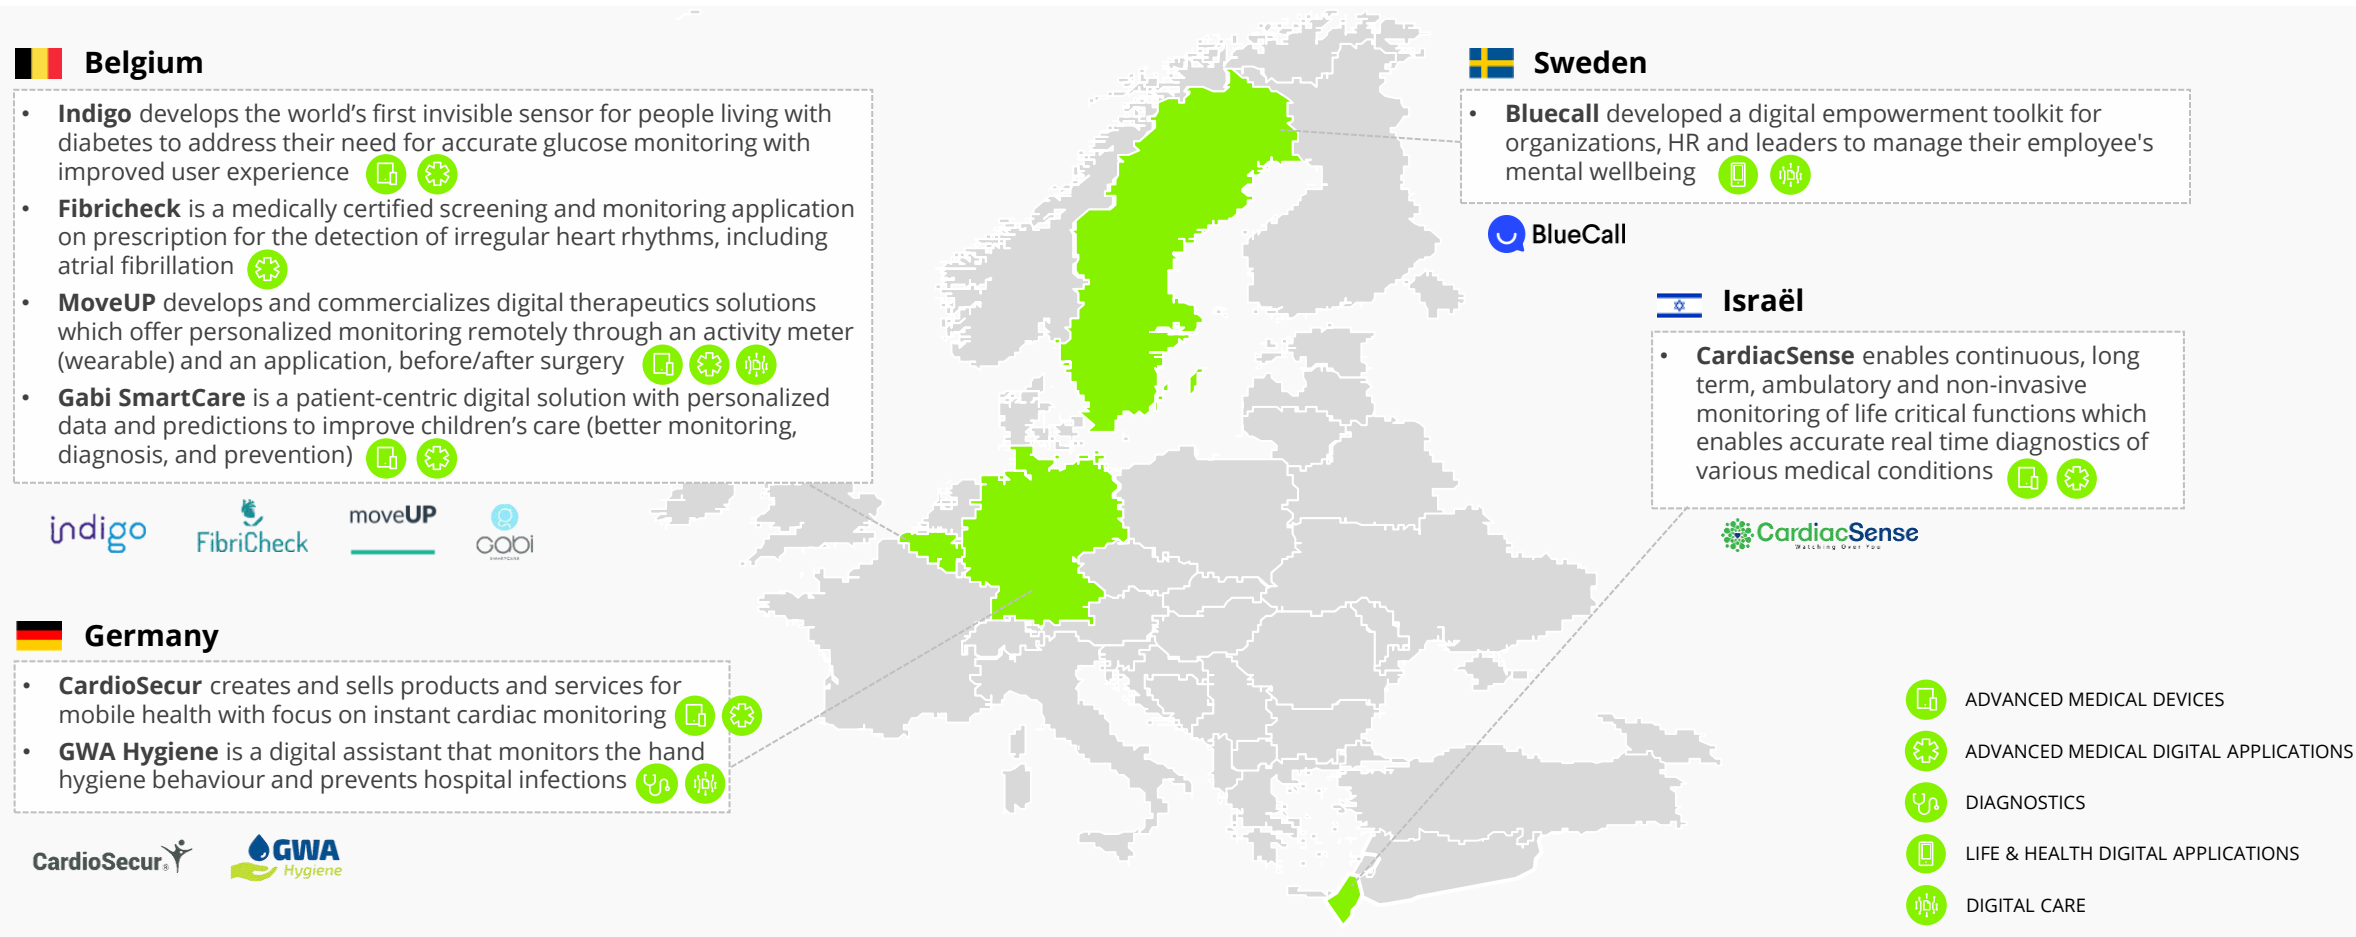 Belgium
• Indigo develops the world's first invisible sensor for people living with
diabetes to address their need for accurate glucose monitoring with
improved user experience
• Fibricheck is a medically certified screening and monitoring application
on prescription for the detection of irregular heart rhythms, including
atrial fibrillation
• MoveUP develops and commercializes digital therapeutics solutions
which offer personalized monitoring remotely through an activity meter
(wearable) and an application, before/after surgery
• Gabi SmartCare is a patient-centric digital solution with personalized
data and predictions to improve children's care (better monitoring,
diagnosis, and prevention)
indigo
FibriCheck
moveUP
gabi
SMARTCARE
Germany
• CardioSecur creates and sells products and services for
mobile health with focus on instant cardiac monitoring
• GWA Hygiene is a digital assistant that monitors the hand
hygiene behaviour and prevents hospital infections
CardioSecur®
GWA
Hygiene
Sweden
• Bluecall developed a digital empowerment toolkit for
organizations, HR and leaders to manage their employee's
mental wellbeing
BlueCall
Israël
• CardiacSense enables continuous, long
term, ambulatory and non-invasive
monitoring of life critical functions which
enables accurate real time diagnostics of
various medical conditions
CardiacSense
Watching Over You
ADVANCED MEDICAL DEVICES
ADVANCED MEDICAL DIGITAL APPLICATIONS
DIAGNOSTICS
LIFE & HEALTH DIGITAL APPLICATIONS
DIGITAL CARE